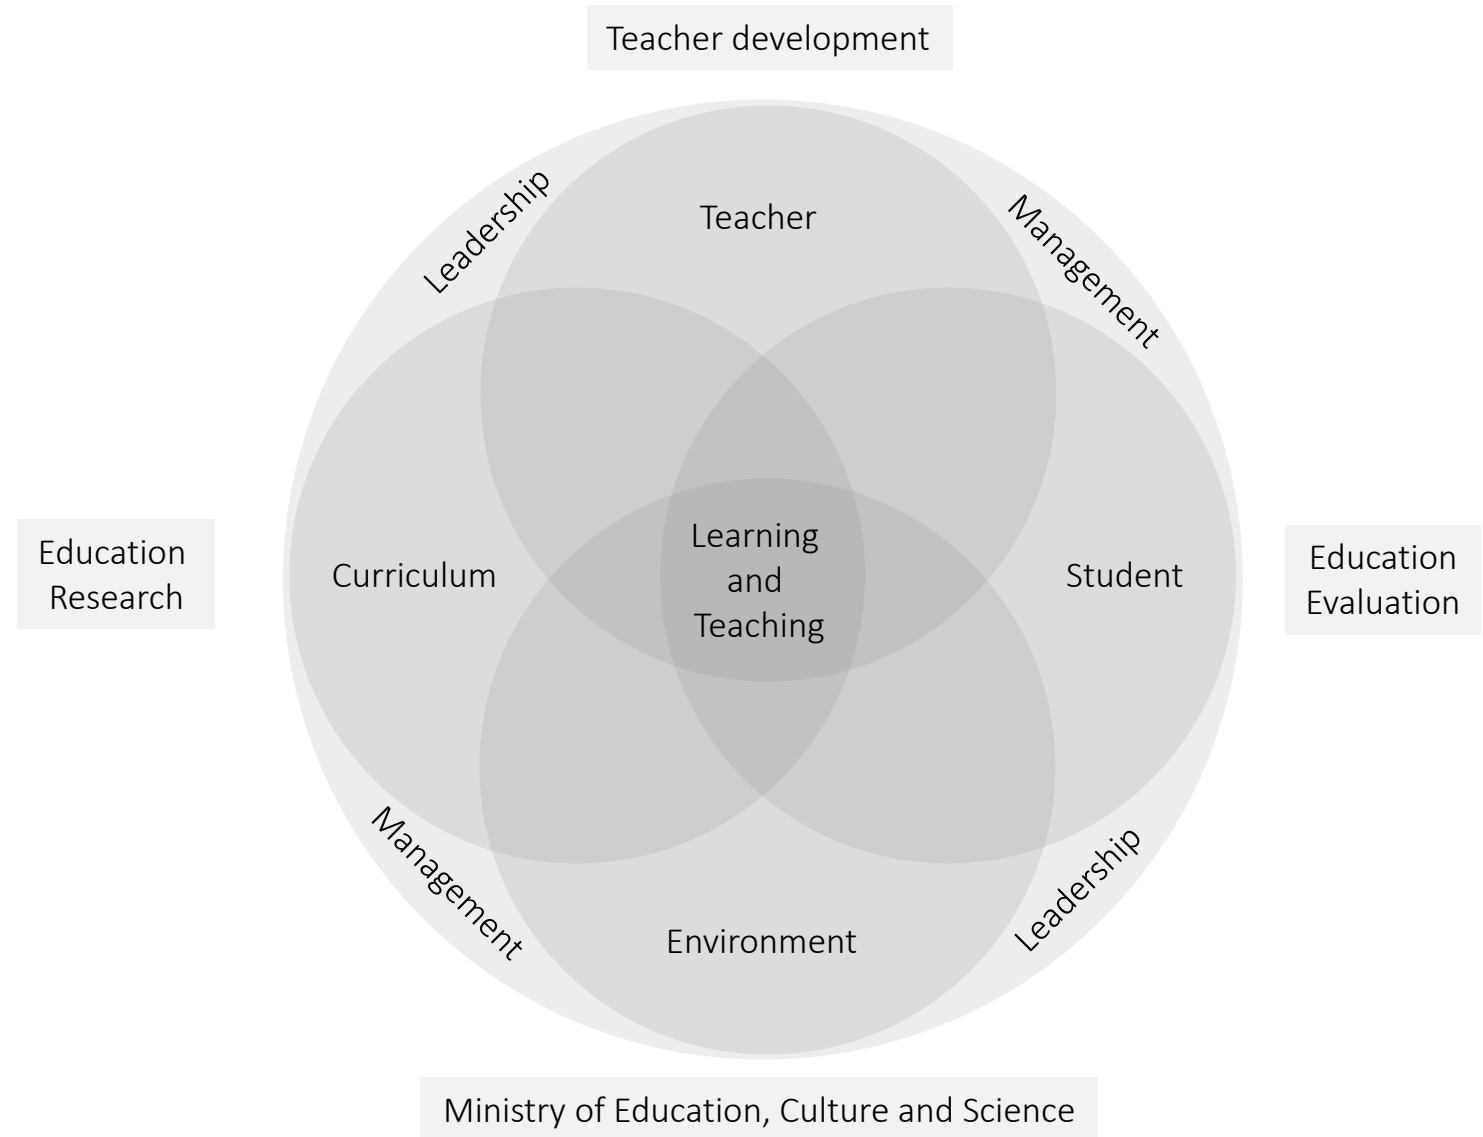 Teacher development
Leadership
Management
Teacher
Education
Research
Curriculum
Learning
and
Teaching
Student
Education
Evaluation
Management
Leadership
Environment
Ministry of Education, Culture and Science